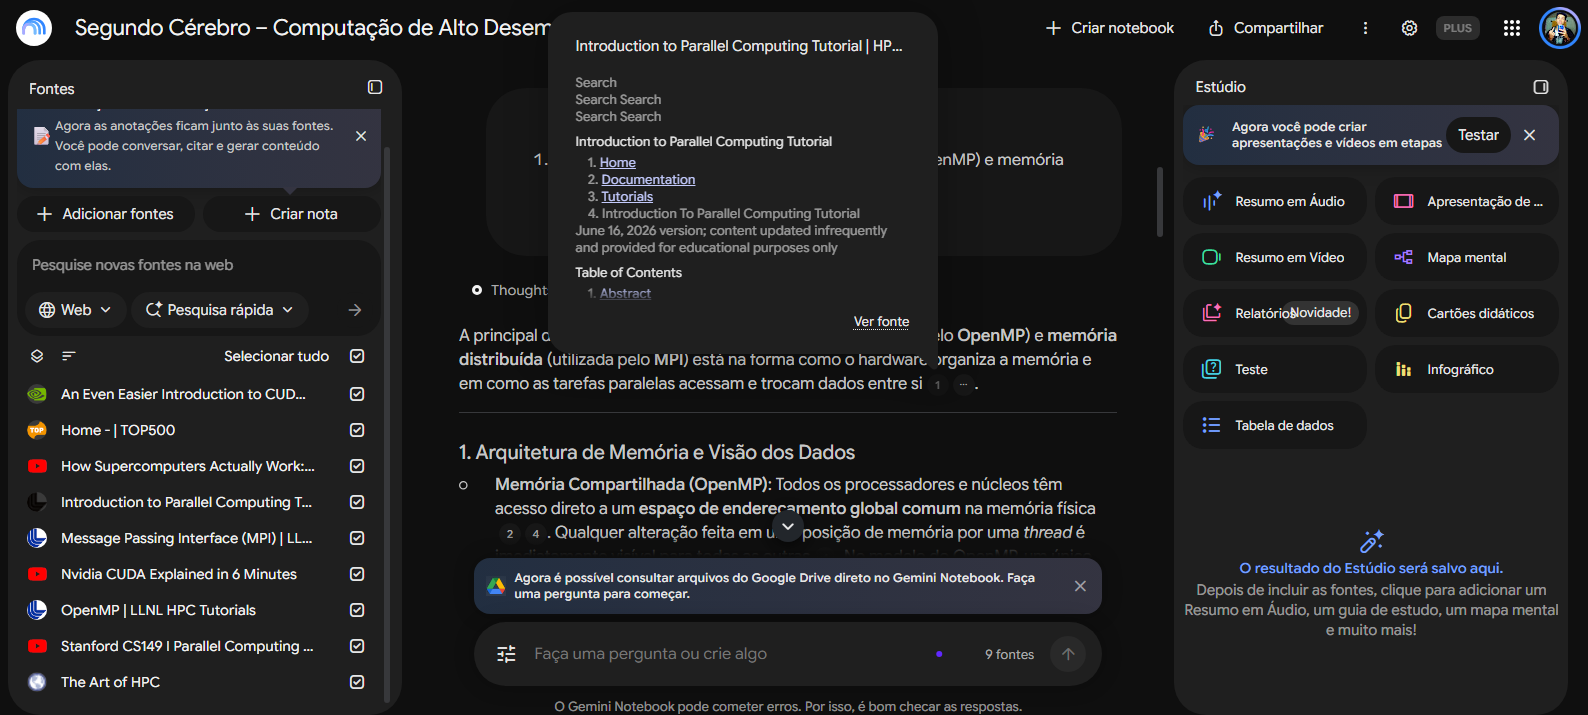 Segundo Cérebro – Computação de Alto Desem
Criar notebook
Compartilhar
PLUS
Fontes
Agora as anotações ficam junto às suas fontes.
Você pode conversar, citar e gerar conteúdo
com elas.
Adicionar fontes
Criar nota
Pesquise novas fontes na web
Web
Pesquisa rápida
Selecionar tudo
An Even Easier Introduction to CUD...
TOP
Home - | TOP500
How Supercomputers Actually Work:...
Introduction to Parallel Computing T...
Message Passing Interface (MPI) | LL...
Nvidia CUDA Explained in 6 Minutes
OpenMP | LLNL HPC Tutorials
Stanford CS149 I Parallel Computing ...
The Art of HPC
Introduction to Parallel Computing Tutorial | HP...
Search
Search Search
Search Search
Introduction to Parallel Computing Tutorial
1. Home
2. Documentation
3. Tutorials
4. Introduction To Parallel Computing Tutorial
June 16, 2026 version; content updated infrequently
and provided for educational purposes only
Table of Contents
1. Abstract
Ver fonte
1.
enMP) e memória
Thought
A principal d
elo OpenMP) e memória
distribuída (utilizada pelo MPI) está na forma como o hardware organiza a memória e
em como as tarefas paralelas acessam e trocam dados entre si 1 ... .
1. Arquitetura de Memória e Visão dos Dados
Memória Compartilhada (OpenMP): Todos os processadores e núcleos têm
acesso direto a um espaço de endereçamento global comum na memória física
2 4 . Qualquer alteração feita em posição de memória por uma thread é
Agora é possível consultar arquivos do Google Drive direto no Gemini Notebook. Faça
uma pergunta para começar.
Faça uma pergunta ou crie algo
9 fontes
O Gemini Notebook pode cometer erros. Por isso, é bom checar as respostas.
Estúdio
Agora você pode criar
apresentações e vídeos em etapas
Testar
Resumo em Áudio
Apresentação de ...
Resumo em Vídeo
Mapa mental
Relatórios
Novidade!
Cartões didáticos
Teste
Infográfico
Tabela de dados
O resultado do Estúdio será salvo aqui.
Depois de incluir as fontes, clique para adicionar um
Resumo em Áudio, um guia de estudo, um mapa mental
e muito mais!